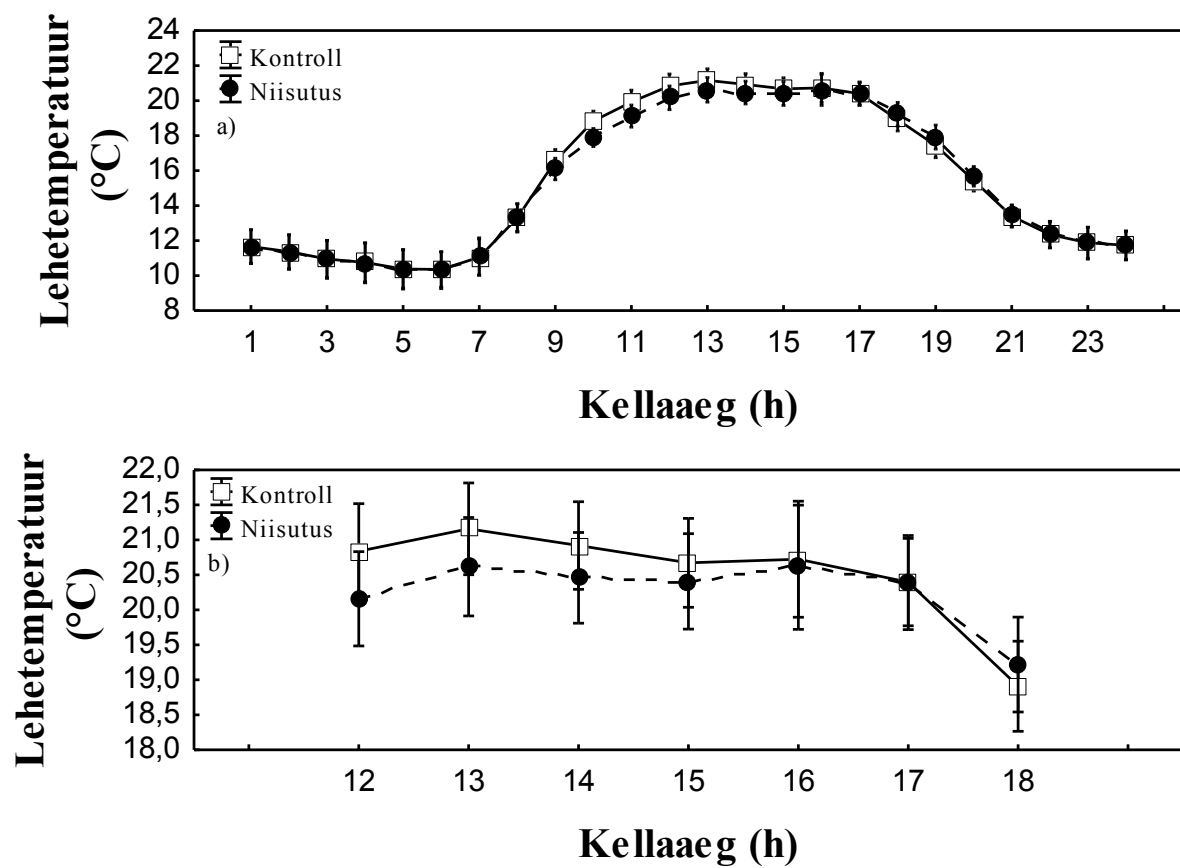 Lehetemperatuur
(°C)
24
22
20
18
16
14
12
10
8
Kontroll
Niisutus
a)
1 3 5 7 9 11 13 15 17 19 21 23
Kellaaeg (h)
Lehetemperatuur
(°C)
22,0
21,5
21,0
20,5
20,0
19,5
19,0
18,5
18,0
Kontroll
Niisutus
b)
12 13 14 15 16 17 18
Kellaaeg (h)